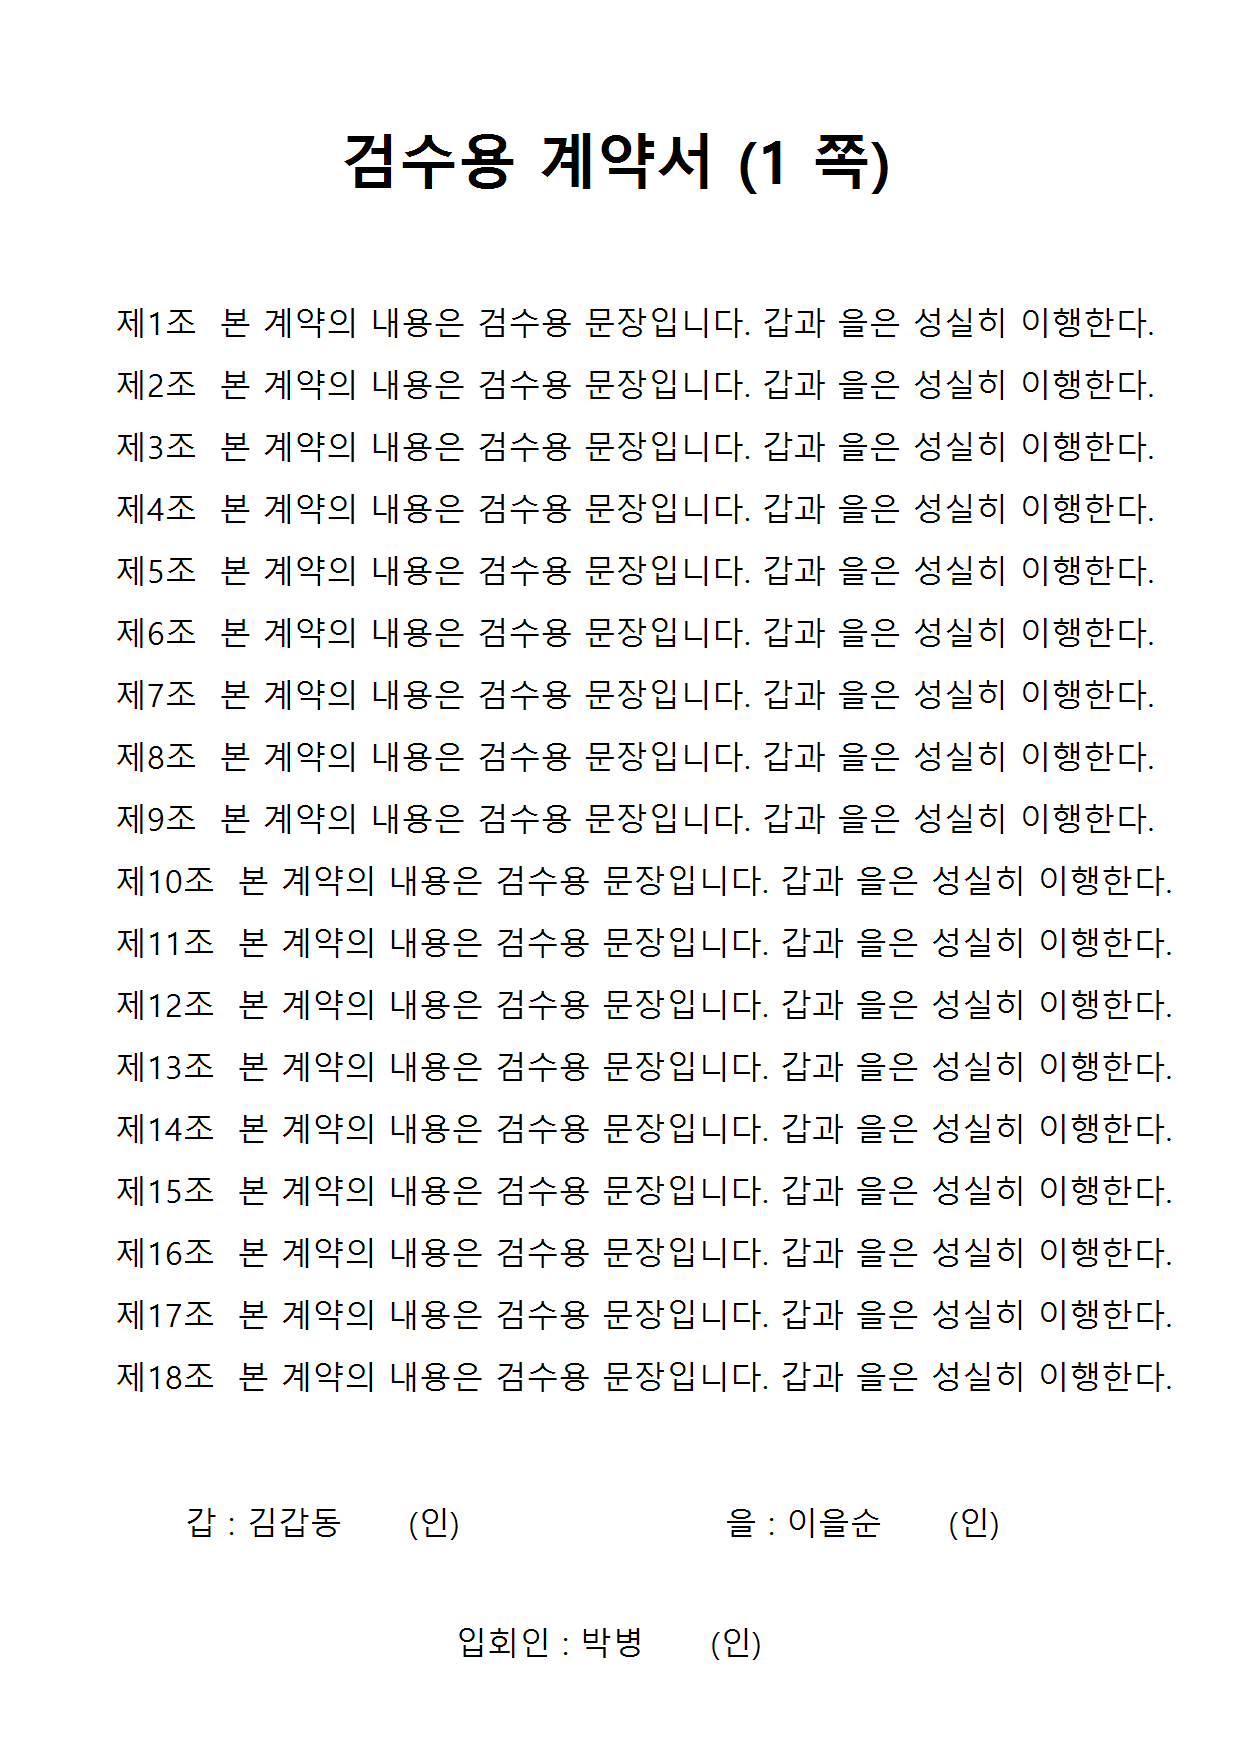 검수용 계약서 (1 쪽)
제1조 본 계약의 내용은 검수용 문장입니다. 갑과 을은 성실히 이행한다.
제2조 본 계약의 내용은 검수용 문장입니다. 갑과 을은 성실히 이행한다.
제3조 본 계약의 내용은 검수용 문장입니다. 갑과 을은 성실히 이행한다.
제4조 본 계약의 내용은 검수용 문장입니다. 갑과 을은 성실히 이행한다.
제5조 본 계약의 내용은 검수용 문장입니다. 갑과 을은 성실히 이행한다.
제6조 본 계약의 내용은 검수용 문장입니다. 갑과 을은 성실히 이행한다.
제7조 본 계약의 내용은 검수용 문장입니다. 갑과 을은 성실히 이행한다.
제8조 본 계약의 내용은 검수용 문장입니다. 갑과 을은 성실히 이행한다.
제9조 본 계약의 내용은 검수용 문장입니다. 갑과 을은 성실히 이행한다.
제10조 본 계약의 내용은 검수용 문장입니다. 갑과 을은 성실히 이행한다.
제11조 본 계약의 내용은 검수용 문장입니다. 갑과 을은 성실히 이행한다.
제12조 본 계약의 내용은 검수용 문장입니다. 갑과 을은 성실히 이행한다.
제13조 본 계약의 내용은 검수용 문장입니다. 갑과 을은 성실히 이행한다.
제14조 본 계약의 내용은 검수용 문장입니다. 갑과 을은 성실히 이행한다.
제15조 본 계약의 내용은 검수용 문장입니다. 갑과 을은 성실히 이행한다.
제16조 본 계약의 내용은 검수용 문장입니다. 갑과 을은 성실히 이행한다.
제17조 본 계약의 내용은 검수용 문장입니다. 갑과 을은 성실히 이행한다.
제18조 본 계약의 내용은 검수용 문장입니다. 갑과 을은 성실히 이행한다.
갑 : 김갑동 (인) 을 : 이을순 (인)
입회인 : 박병 (인)